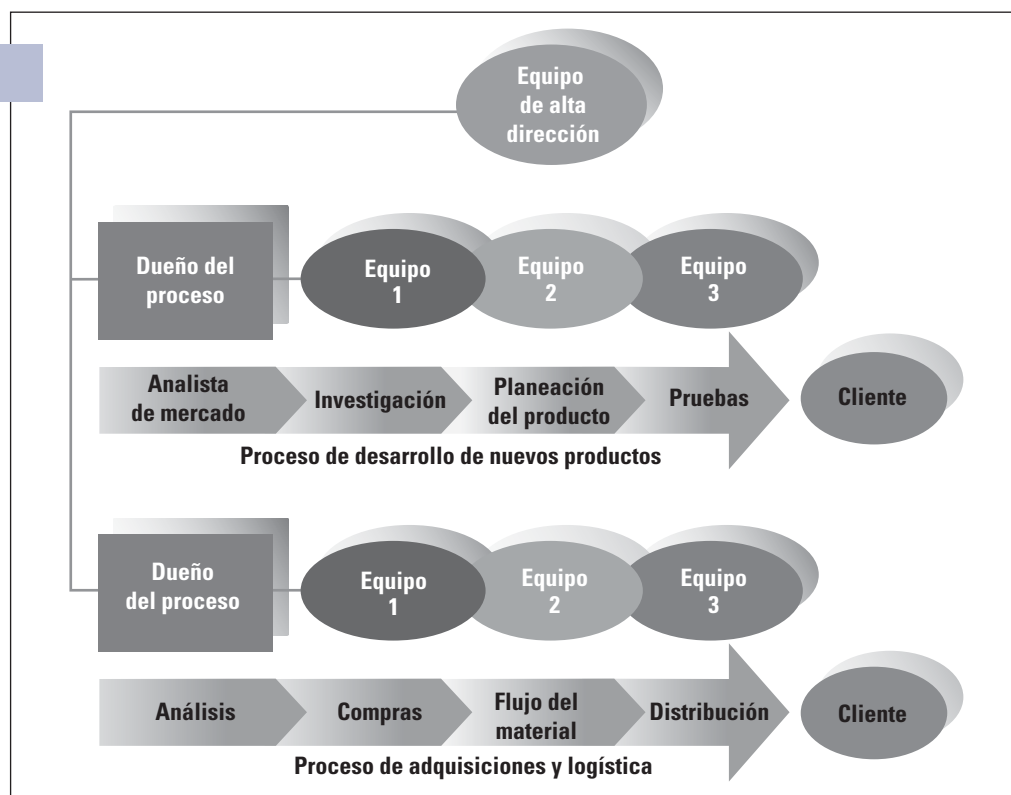 Equipo
de alta
dirección
Dueño del
proceso
Equipo
1
Equipo
2
Equipo
3
Analista
de mercado
Investigación
Planeación
del producto
Pruebas
Cliente
Proceso de desarrollo de nuevos productos
Dueño
del proceso
Equipo
1
Equipo
2
Equipo
3
Análisis
Compras
Flujo del
material
Distribución
Cliente
Proceso de adquisiciones y logística